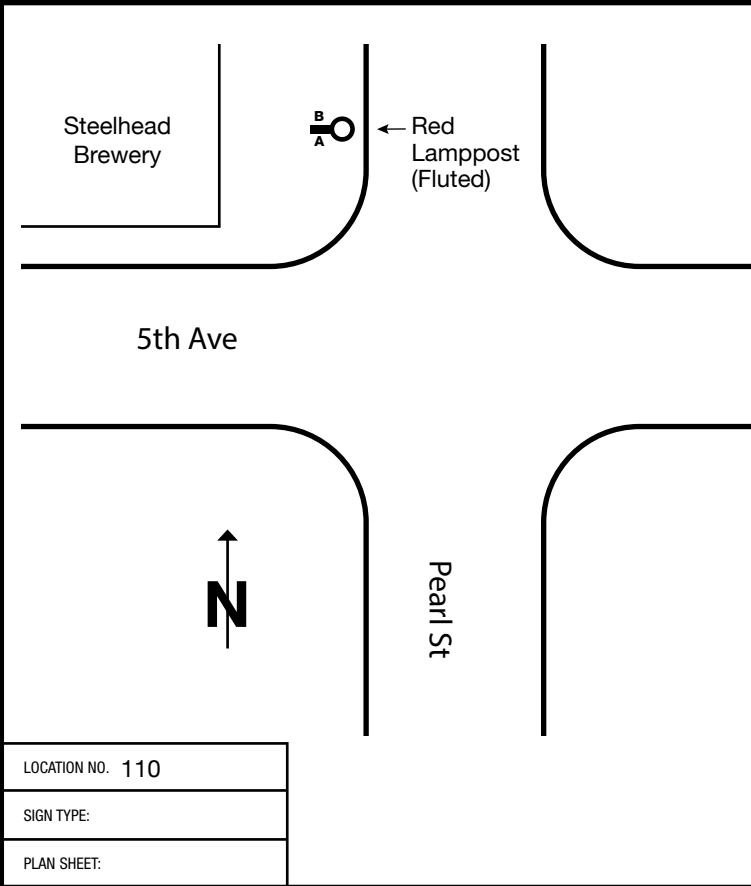 Steelhead
Brewery
B
A
Red
Lamppost
(Fluted)
5th Ave
N
Pearl St
LOCATION NO. 110
SIGN TYPE:
PLAN SHEET: